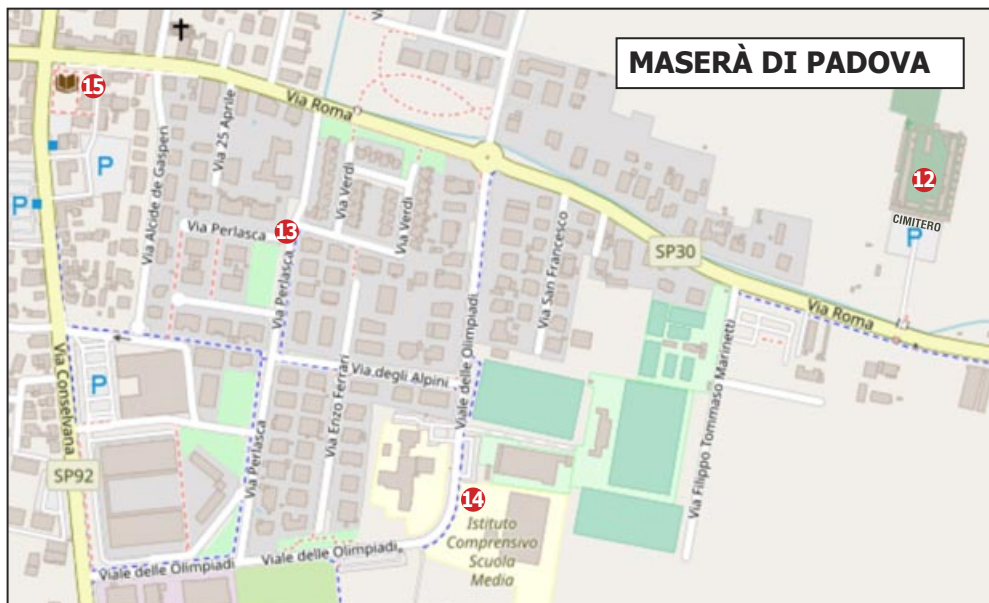 MASERÀ DI PADOVA
15
Via Roma
P
Via 25 Aprile
Via Alcide de Gasperi
P
12
CIMITERO
P
Via Verdi
Via Verdi
Via Perlasca
13
Via San Francesco
SP30
Via Roma
Via Perlasca
Viale delle Olimpiadi
Via Filippo Tommaso Marinetti
Via Conselvana
P
Via degli Alpini
Via Enzo Ferrari
Via Perlasca
SP92
14
Istituto
Comprensivo
Scuola
Media
Viale delle Olimpiadi
Viale delle Olimpiadi